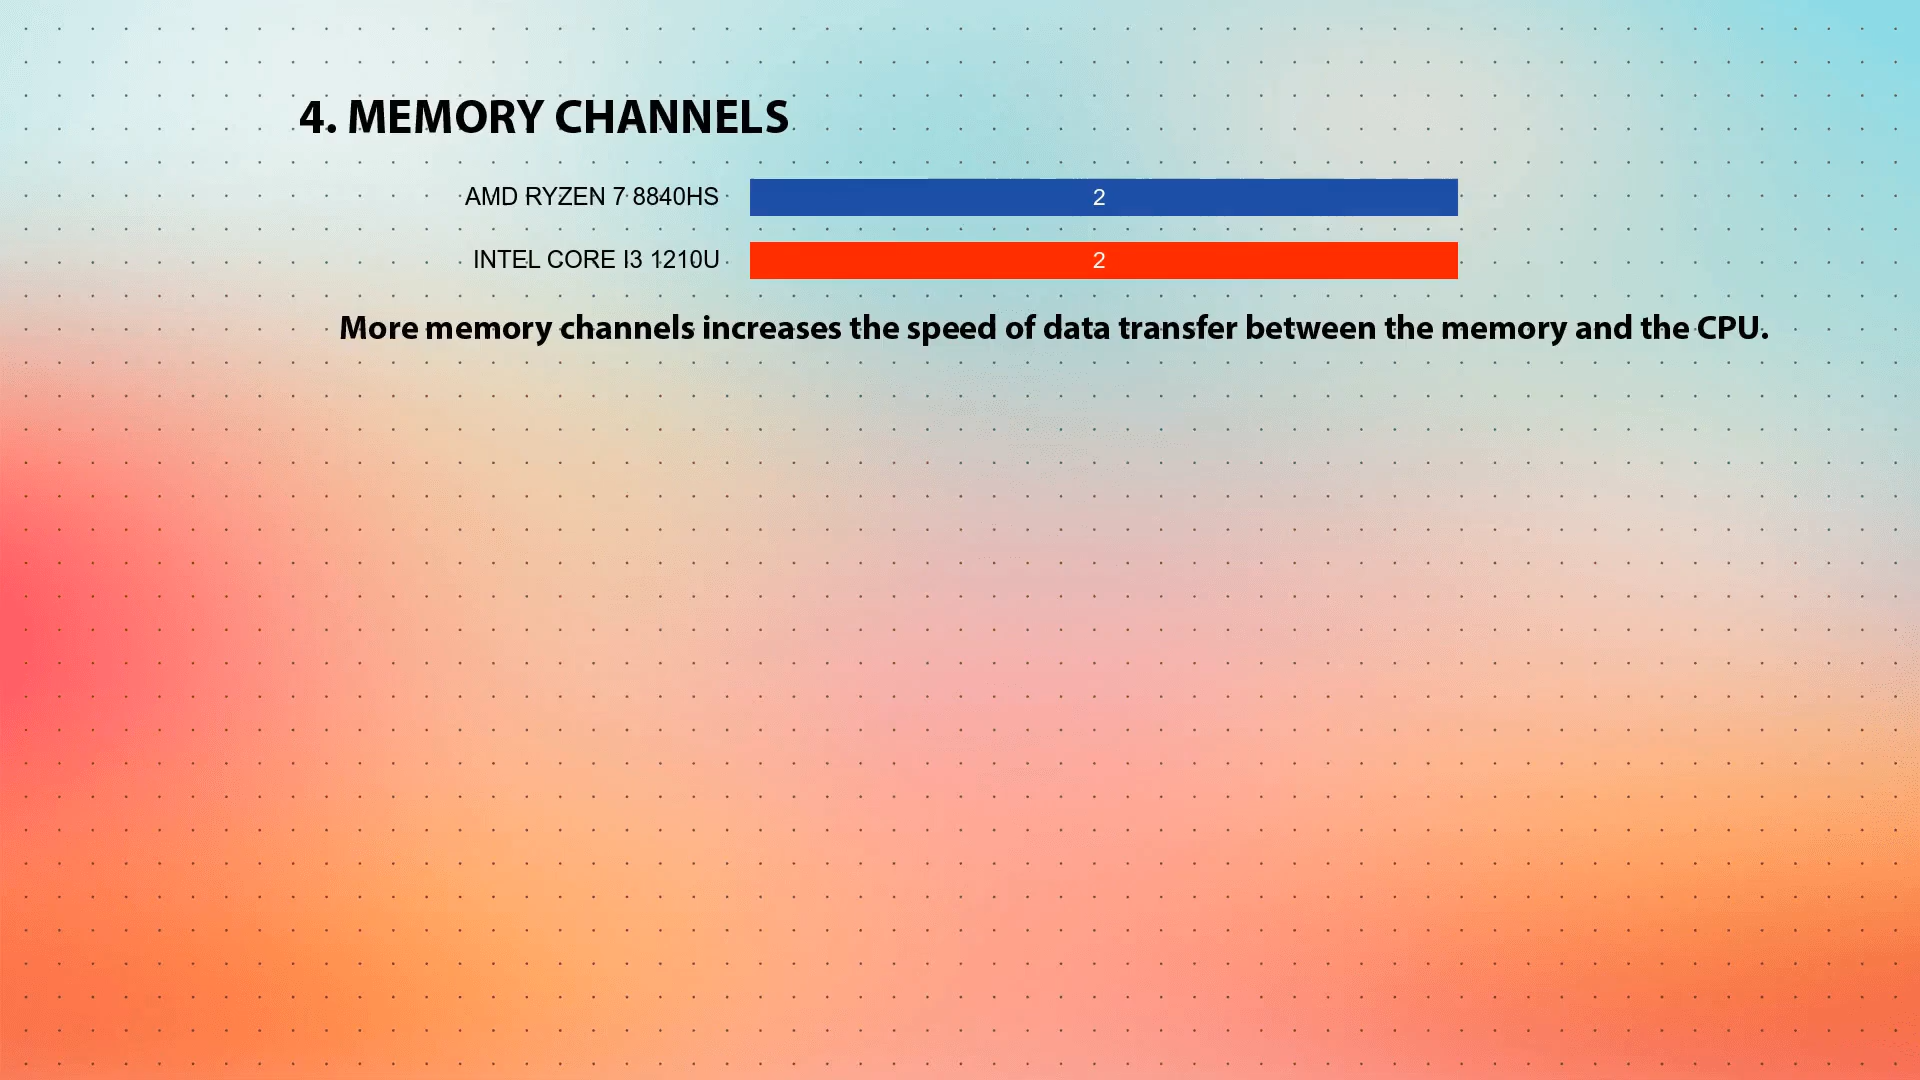 4. MEMORY CHANNELS
AMD RYZEN 7 8840HS 2
INTEL CORE I3 1210U 2
More memory channels increases the speed of data transfer between the memory and the CPU.